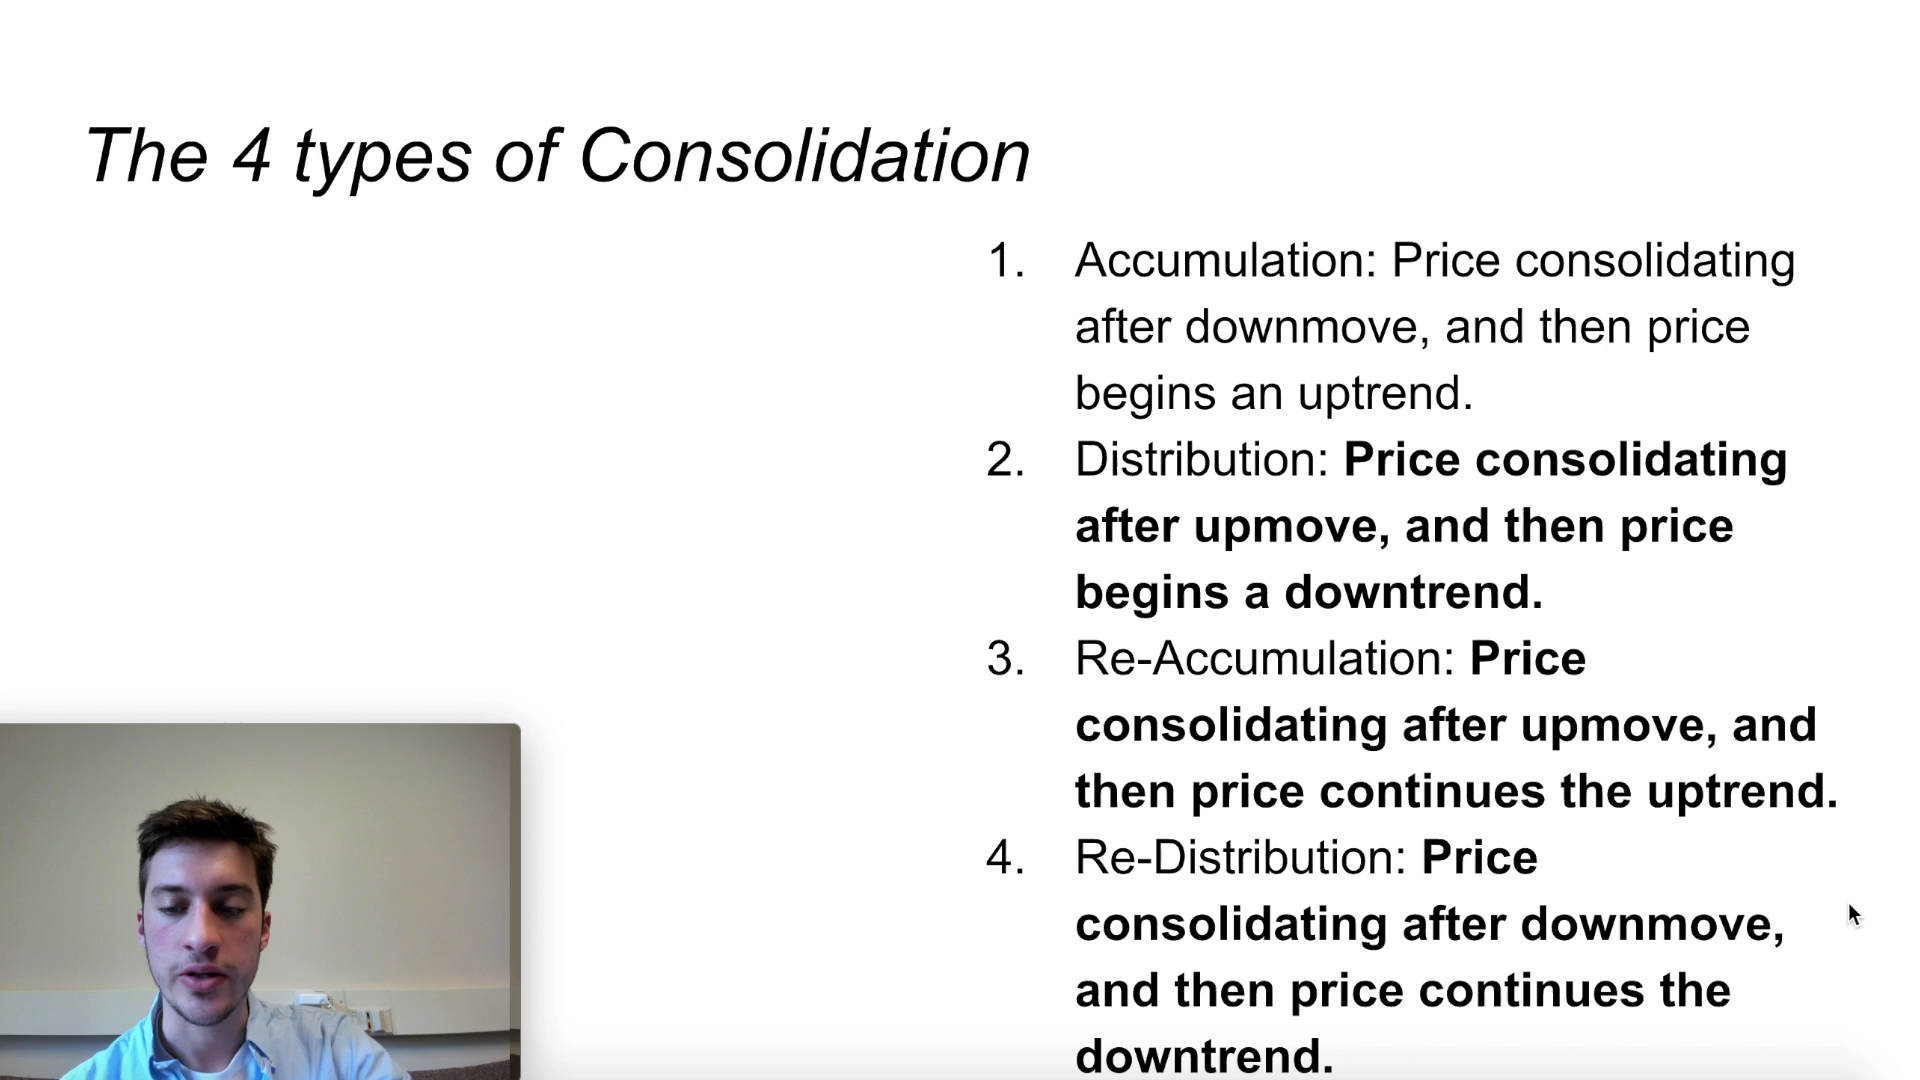 The 4 types of Consolidation
1. Accumulation: Price consolidating
after downmove, and then price
begins an uptrend.
2. Distribution: Price consolidating
after upmove, and then price
begins a downtrend.
3. Re-Accumulation: Price
consolidating after upmove, and
then price continues the uptrend.
4. Re-Distribution: Price
consolidating after downmove,
and then price continues the
downtrend.